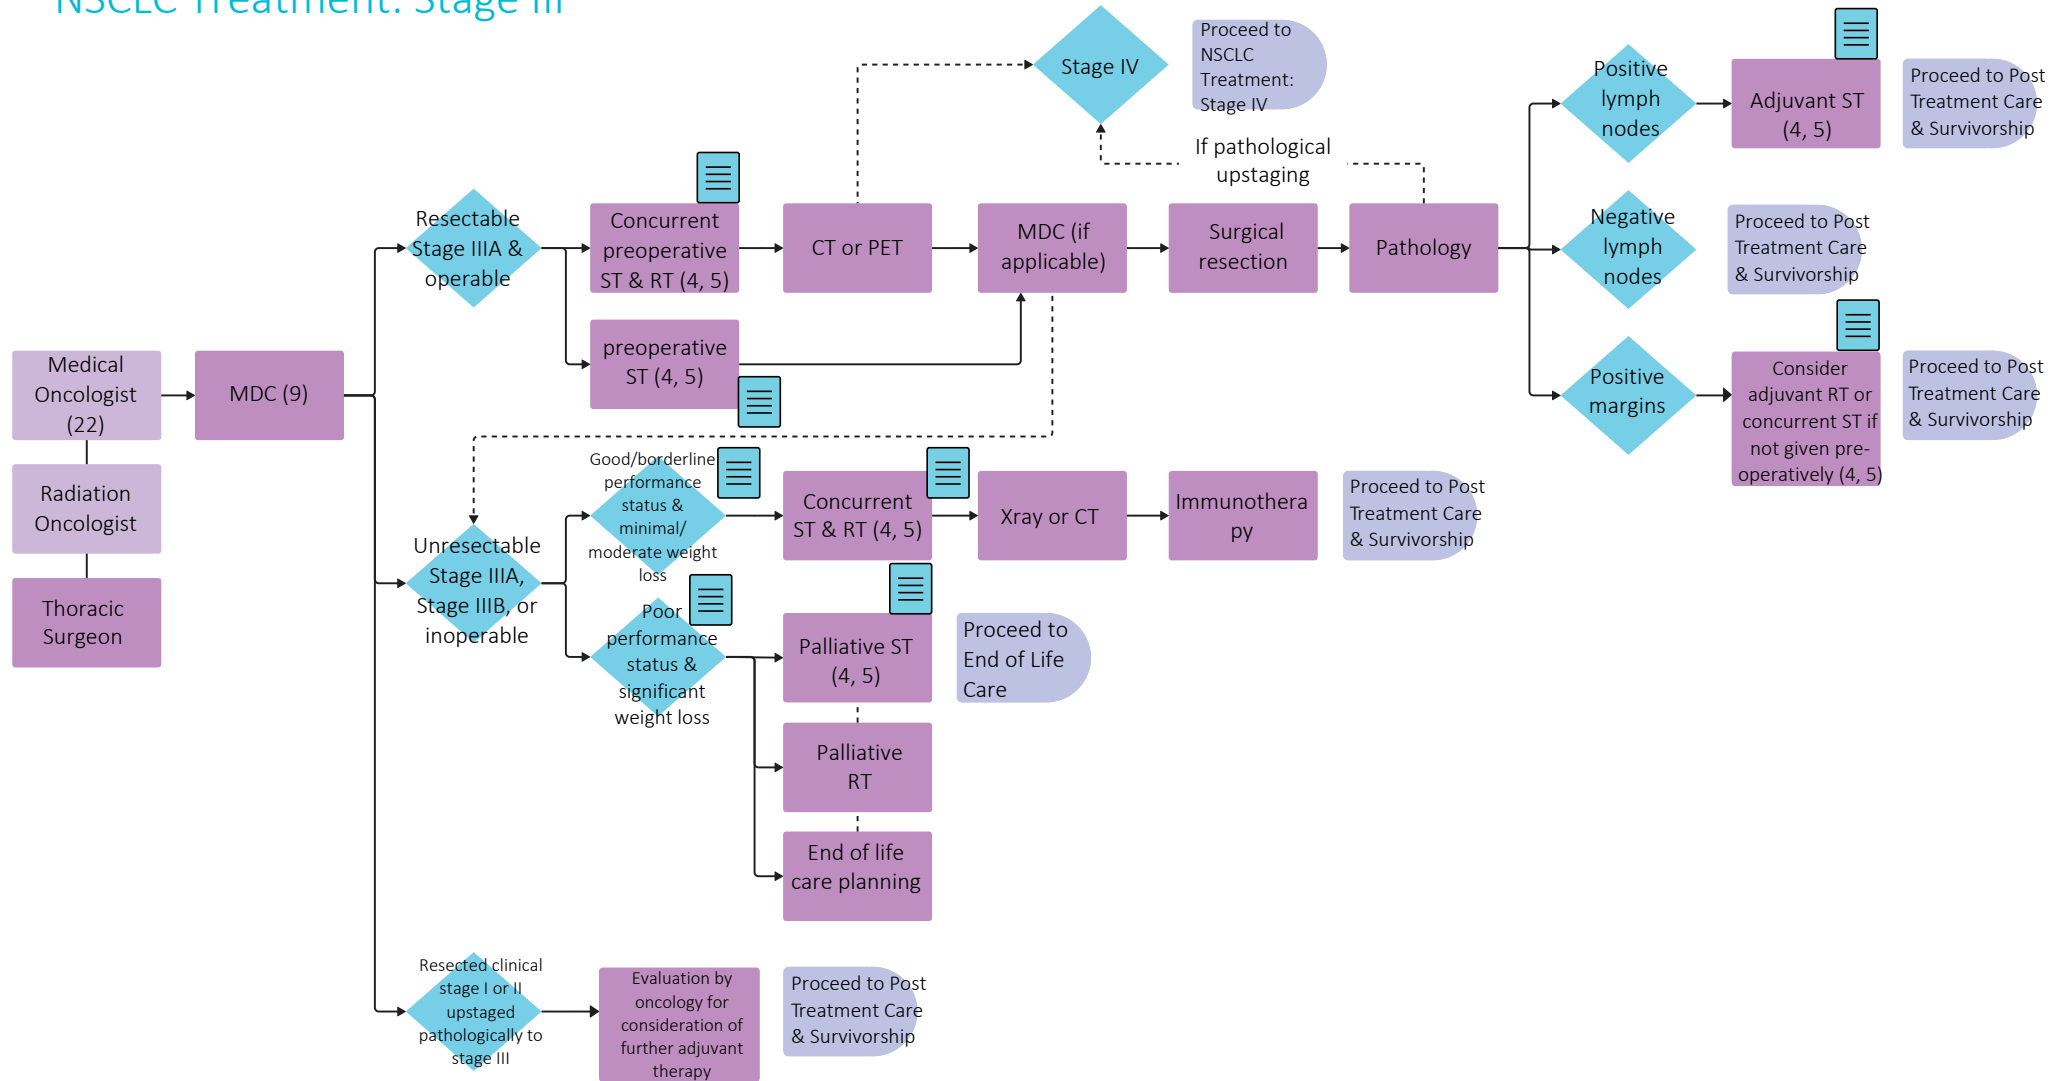 NSCLC Treatment: Stage III
Medical
Oncologist
(22)
Radiation
Oncologist
Thoracic
Surgeon
MDC (9)
Resectable
Stage IIIA &
operable
Concurrent
preoperative
ST & RT (4, 5)
preoperative
ST (4, 5)
CT or PET
MDC (if
applicable)
Surgical
resection
Pathology
Stage IV
Proceed to
NSCLC
Treatment:
Stage IV
If pathological
upstaging
Positive
lymph
nodes
Adjuvant ST
(4, 5)
Proceed to Post
Treatment Care
& Survivorship
Negative
lymph
nodes
Proceed to Post
Treatment Care
& Survivorship
Positive
margins
Consider
adjuvant RT or
concurrent ST if
not given pre-
operatively (4, 5)
Proceed to Post
Treatment Care
& Survivorship
Unresectable
Stage IIIA,
Stage IIIB, or
inoperable
Good/borderline
performance
status &
minimal/
moderate weight
loss
Concurrent
ST & RT (4, 5)
Xray or CT
Immunothera
py
Proceed to Post
Treatment Care
& Survivorship
Poor
performance
status &
significant
weight loss
Palliative ST
(4, 5)
Proceed to
End of Life
Care
Palliative
RT
End of life
care planning
Resected clinical
stage I or II
upstaged
pathologically to
stage III
Evaluation by
oncology for
consideration of
further adjuvant
therapy
Proceed to Post
Treatment Care
& Survivorship